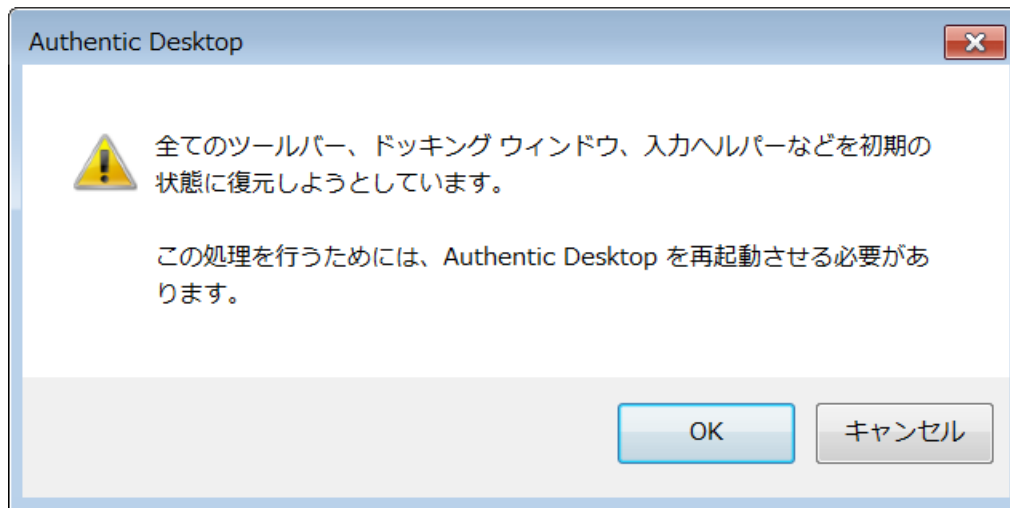 Authentic Desktop
全てのツールバー、ドッキング ウィンドウ、入力ヘルパーなどを初期の
状態に復元しようとしています。
この処理を行うためには、Authentic Desktop を再起動させる必要があ
ります。
OK
キャンセル